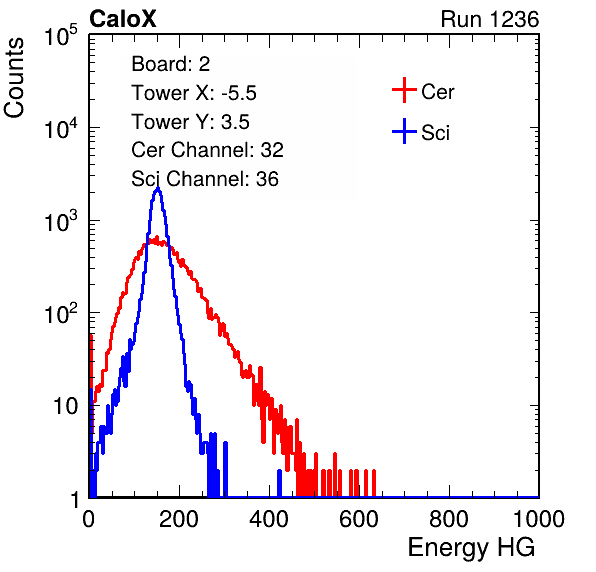 CaloX Run 1236
Counts
10^5
10^4
10^3
10^2
10
1
Board: 2
Tower X: -5.5
Tower Y: 3.5
Cer Channel: 32
Sci Channel: 36
Cer
Sci
0 200 400 600 800 1000
Energy HG